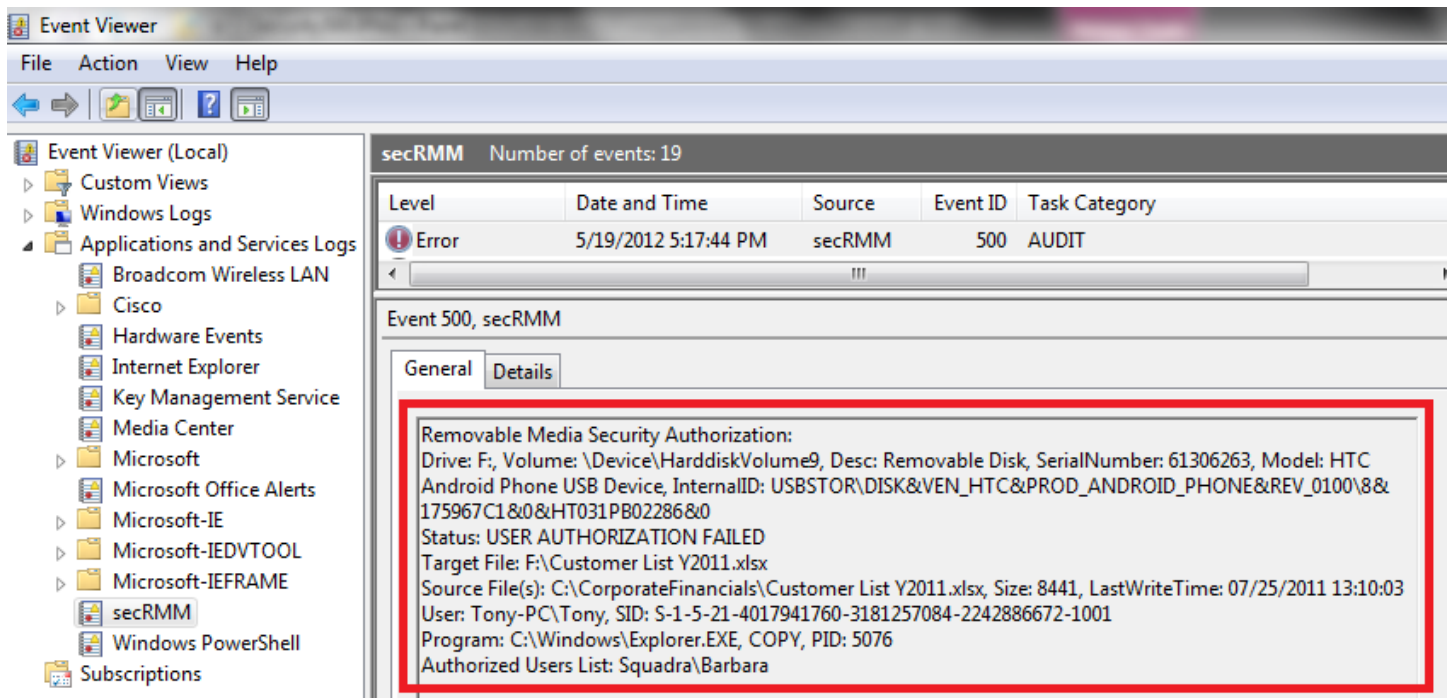 Event Viewer
File Action View Help
Event Viewer (Local)
Custom Views
Windows Logs
Applications and Services Logs
Broadcom Wireless LAN
Cisco
Hardware Events
Internet Explorer
Key Management Service
Media Center
Microsoft
Microsoft Office Alerts
Microsoft-IE
Microsoft-IEDVTOOL
Microsoft-IEFRAME
secRMM
Windows PowerShell
Subscriptions
secRMM Number of events: 19
Level Date and Time Source Event ID Task Category
Error 5/19/2012 5:17:44 PM secRMM 500 AUDIT
Event 500, secRMM
General Details
Removable Media Security Authorization:
Drive: F:, Volume: \Device\HarddiskVolume9, Desc: Removable Disk, SerialNumber: 61306263, Model: HTC
Android Phone USB Device, InternalID: USBSTOR\DISK&VEN_HTC&PROD_ANDROID_PHONE&REV_0100\8&
175967C1&0&HT031PB02286&0
Status: USER AUTHORIZATION FAILED
Target File: F:\Customer List Y2011.xlsx
Source File(s): C:\CorporateFinancials\Customer List Y2011.xlsx, Size: 8441, LastWriteTime: 07/25/2011 13:10:03
User: Tony-PC\Tony, SID: S-1-5-21-4017941760-3181257084-2242886672-1001
Program: C:\Windows\Explorer.EXE, COPY, PID: 5076
Authorized Users List: Squadra\Barbara